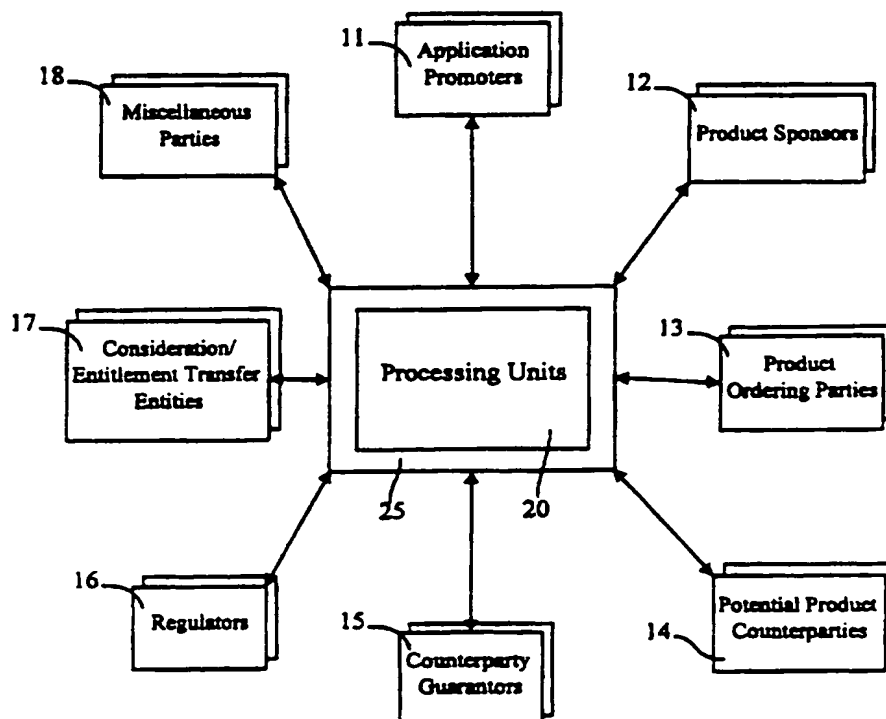 11
Application
Promoters
18
Miscellaneous
Parties
12
Product Sponsors
17
Consideration/
Entitlement Transfer
Entities
Processing Units
13
Product
Ordering Parties
25
20
16
Regulators
15
Counterparty
Guarantors
Potential Product
Counterparties
14